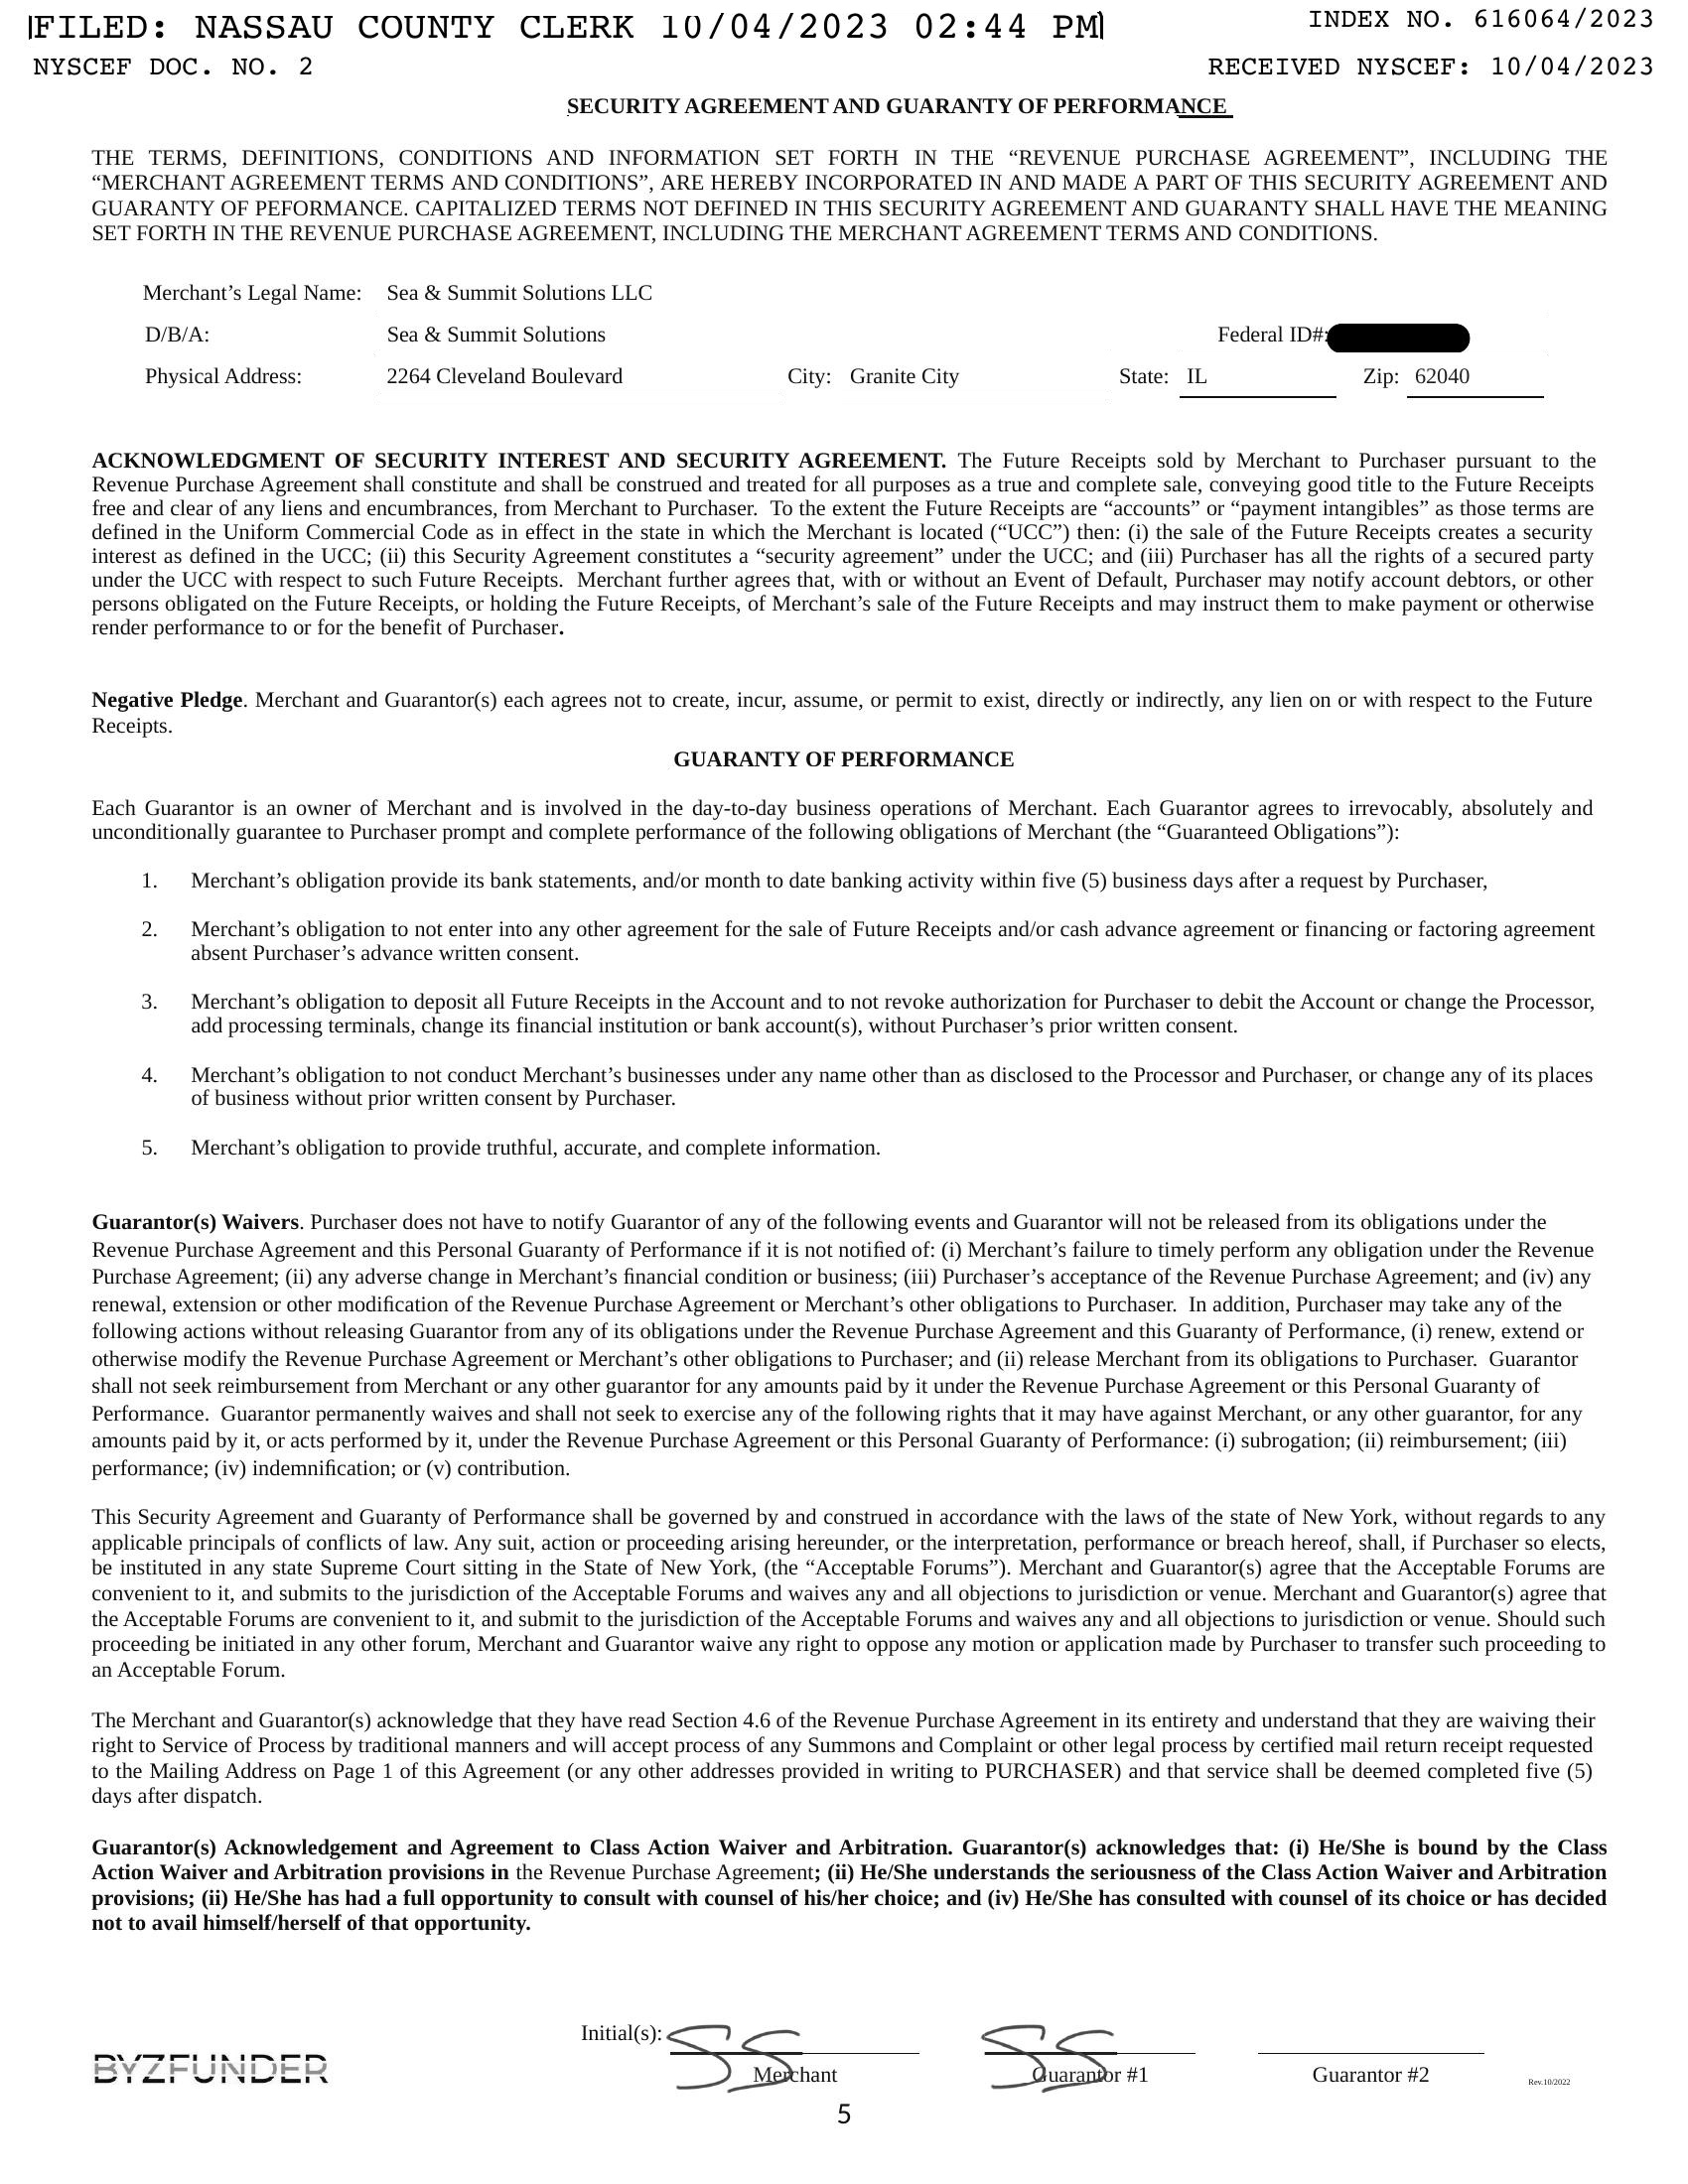 FILED: NASSAU COUNTY CLERK 10/04/2023 02:44 PM
INDEX NO. 616064/2023
NYSCEF DOC. NO. 2
RECEIVED NYSCEF: 10/04/2023
SECURITY AGREEMENT AND GUARANTY OF PERFORMANCE
THE TERMS, DEFINITIONS, CONDITIONS AND INFORMATION SET FORTH IN THE “REVENUE PURCHASE AGREEMENT”, INCLUDING THE
“MERCHANT AGREEMENT TERMS AND CONDITIONS”, ARE HEREBY INCORPORATED IN AND MADE A PART OF THIS SECURITY AGREEMENT AND
GUARANTY OF PEFORMANCE. CAPITALIZED TERMS NOT DEFINED IN THIS SECURITY AGREEMENT AND GUARANTY SHALL HAVE THE MEANING
SET FORTH IN THE REVENUE PURCHASE AGREEMENT, INCLUDING THE MERCHANT AGREEMENT TERMS AND CONDITIONS.
Merchant’s Legal Name: Sea & Summit Solutions LLC
D/B/A: Sea & Summit Solutions Federal ID#:
Physical Address: 2264 Cleveland Boulevard City: Granite City State: IL Zip: 62040
ACKNOWLEDGMENT OF SECURITY INTEREST AND SECURITY AGREEMENT. The Future Receipts sold by Merchant to Purchaser pursuant to the
Revenue Purchase Agreement shall constitute and shall be construed and treated for all purposes as a true and complete sale, conveying good title to the Future Receipts
free and clear of any liens and encumbrances, from Merchant to Purchaser. To the extent the Future Receipts are “accounts” or “payment intangibles” as those terms are
defined in the Uniform Commercial Code as in effect in the state in which the Merchant is located (“UCC”) then: (i) the sale of the Future Receipts creates a security
interest as defined in the UCC; (ii) this Security Agreement constitutes a “security agreement” under the UCC; and (iii) Purchaser has all the rights of a secured party
under the UCC with respect to such Future Receipts. Merchant further agrees that, with or without an Event of Default, Purchaser may notify account debtors, or other
persons obligated on the Future Receipts, or holding the Future Receipts, of Merchant’s sale of the Future Receipts and may instruct them to make payment or otherwise
render performance to or for the benefit of Purchaser.
Negative Pledge. Merchant and Guarantor(s) each agrees not to create, incur, assume, or permit to exist, directly or indirectly, any lien on or with respect to the Future
Receipts.
GUARANTY OF PERFORMANCE
Each Guarantor is an owner of Merchant and is involved in the day-to-day business operations of Merchant. Each Guarantor agrees to irrevocably, absolutely and
unconditionally guarantee to Purchaser prompt and complete performance of the following obligations of Merchant (the “Guaranteed Obligations”):
1. Merchant’s obligation provide its bank statements, and/or month to date banking activity within five (5) business days after a request by Purchaser,
2. Merchant’s obligation to not enter into any other agreement for the sale of Future Receipts and/or cash advance agreement or financing or factoring agreement
absent Purchaser’s advance written consent.
3. Merchant’s obligation to deposit all Future Receipts in the Account and to not revoke authorization for Purchaser to debit the Account or change the Processor,
add processing terminals, change its financial institution or bank account(s), without Purchaser’s prior written consent.
4. Merchant’s obligation to not conduct Merchant’s businesses under any name other than as disclosed to the Processor and Purchaser, or change any of its places
of business without prior written consent by Purchaser.
5. Merchant’s obligation to provide truthful, accurate, and complete information.
Guarantor(s) Waivers. Purchaser does not have to notify Guarantor of any of the following events and Guarantor will not be released from its obligations under the
Revenue Purchase Agreement and this Personal Guaranty of Performance if it is not notified of: (i) Merchant’s failure to timely perform any obligation under the Revenue
Purchase Agreement; (ii) any adverse change in Merchant’s financial condition or business; (iii) Purchaser’s acceptance of the Revenue Purchase Agreement; and (iv) any
renewal, extension or other modification of the Revenue Purchase Agreement or Merchant’s other obligations to Purchaser. In addition, Purchaser may take any of the
following actions without releasing Guarantor from any of its obligations under the Revenue Purchase Agreement and this Guaranty of Performance, (i) renew, extend or
otherwise modify the Revenue Purchase Agreement or Merchant’s other obligations to Purchaser; and (ii) release Merchant from its obligations to Purchaser. Guarantor
shall not seek reimbursement from Merchant or any other guarantor for any amounts paid by it under the Revenue Purchase Agreement or this Personal Guaranty of
Performance. Guarantor permanently waives and shall not seek to exercise any of the following rights that it may have against Merchant, or any other guarantor, for any
amounts paid by it, or acts performed by it, under the Revenue Purchase Agreement or this Personal Guaranty of Performance: (i) subrogation; (ii) reimbursement; (iii)
performance; (iv) indemnification; or (v) contribution.
This Security Agreement and Guaranty of Performance shall be governed by and construed in accordance with the laws of the state of New York, without regards to any
applicable principals of conflicts of law. Any suit, action or proceeding arising hereunder, or the interpretation, performance or breach hereof, shall, if Purchaser so elects,
be instituted in any state Supreme Court sitting in the State of New York, (the “Acceptable Forums”). Merchant and Guarantor(s) agree that the Acceptable Forums are
convenient to it, and submits to the jurisdiction of the Acceptable Forums and waives any and all objections to jurisdiction or venue. Merchant and Guarantor(s) agree that
the Acceptable Forums are convenient to it, and submit to the jurisdiction of the Acceptable Forums and waives any and all objections to jurisdiction or venue. Should such
proceeding be initiated in any other forum, Merchant and Guarantor waive any right to oppose any motion or application made by Purchaser to transfer such proceeding to
an Acceptable Forum.
The Merchant and Guarantor(s) acknowledge that they have read Section 4.6 of the Revenue Purchase Agreement in its entirety and understand that they are waiving their
right to Service of Process by traditional manners and will accept process of any Summons and Complaint or other legal process by certified mail return receipt requested
to the Mailing Address on Page 1 of this Agreement (or any other addresses provided in writing to PURCHASER) and that service shall be deemed completed five (5)
days after dispatch.
Guarantor(s) Acknowledgement and Agreement to Class Action Waiver and Arbitration. Guarantor(s) acknowledges that: (i) He/She is bound by the Class
Action Waiver and Arbitration provisions in the Revenue Purchase Agreement; (ii) He/She understands the seriousness of the Class Action Waiver and Arbitration
provisions; (ii) He/She has had a full opportunity to consult with counsel of his/her choice; and (iv) He/She has consulted with counsel of its choice or has decided
not to avail himself/herself of that opportunity.
Initial(s): SS SS
BYZFUNDER
Merchant Guarantor #1 Guarantor #2 Rev.10/2022
5